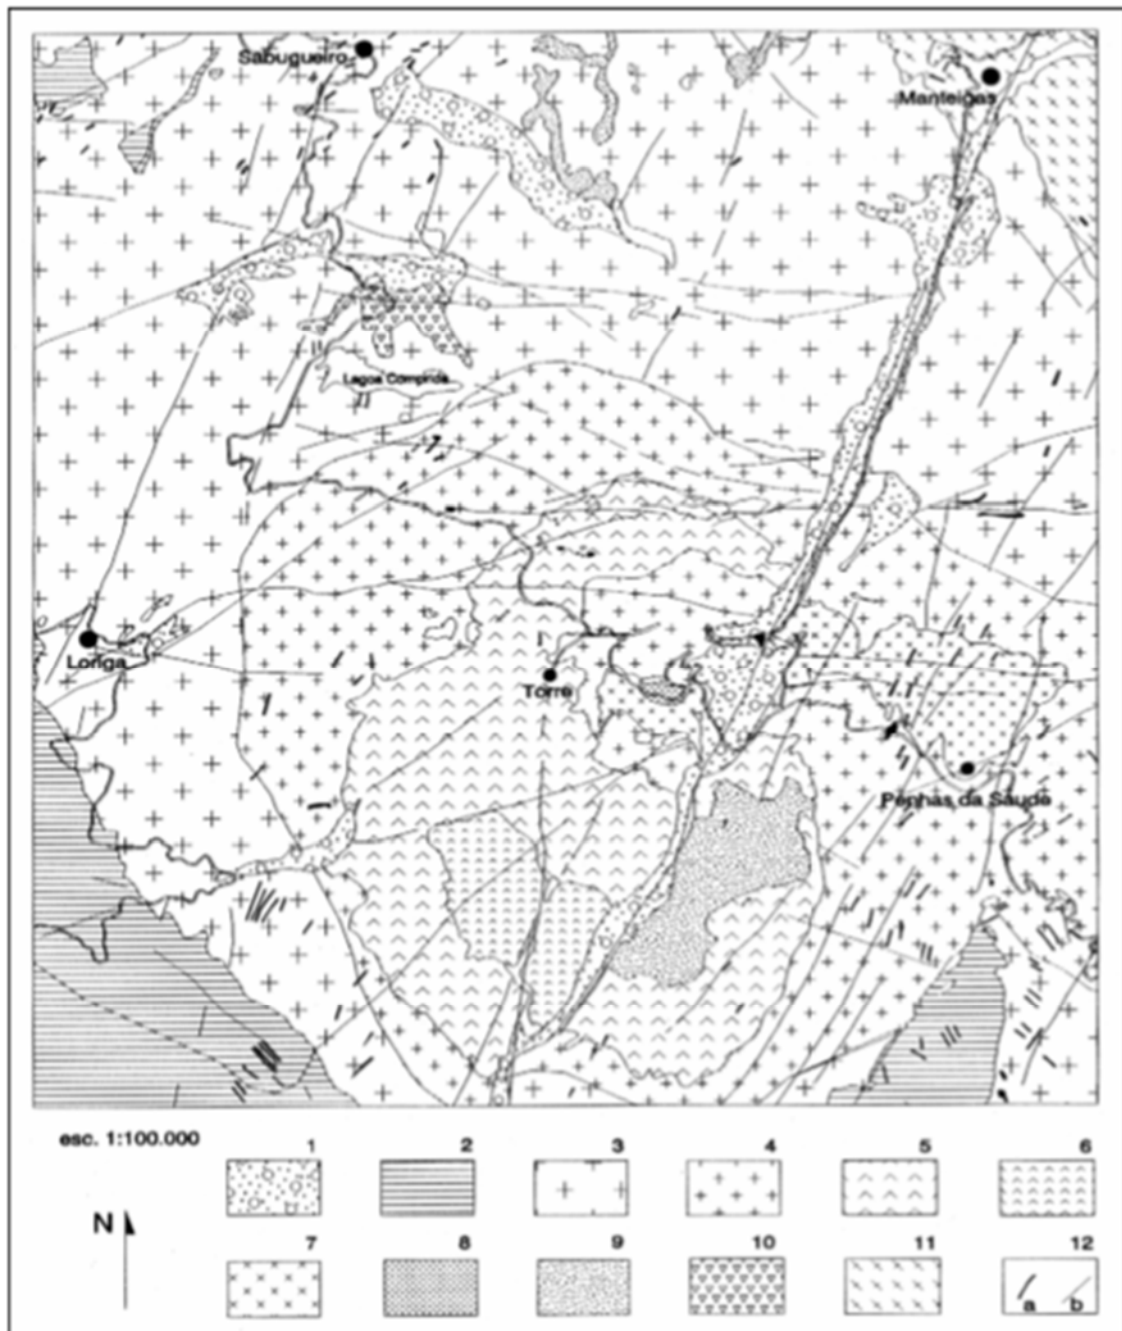 Sabugueiro
Manteigas
Lagoa Comprida
Loriga
Torre
Penhas da Saude
esc. 1:100.000
1 2 3 4 5 6
N
7 8 9 10 11 12
a b